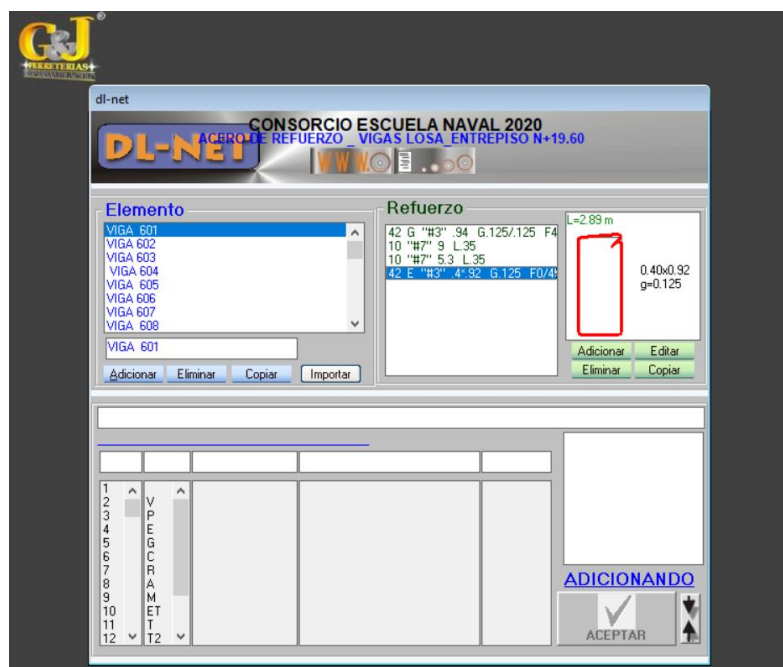 G&J
FERRETERIAS
dl-net
CONSORCIO ESCUELA NAVAL 2020
DL-NET
ACERO DE REFUERZO _ VIGAS LOSA_ENTREPISO N+19.60
WWW.
Elemento
VIGA 601
VIGA 602
VIGA 603
VIGA 604
VIGA 605
VIGA 606
VIGA 607
VIGA 608
VIGA 601
Adicionar Eliminar Copiar Importar
Refuerzo
42 G "#3" .94 G.125/.125 F4
10 "#7" 9 L.35
10 "#7" 5.3 L.35
42 E "#3" .4*.92 G.125 F0/45
L=2.89 m
0.40x0.92
g=0.125
Adicionar Editar
Eliminar Copiar
1
2 V
3 P
4 E
5 G
6 C
7 R
8 A
9 M
10 ET
11 T
12 T2
ADICIONANDO
ACEPTAR